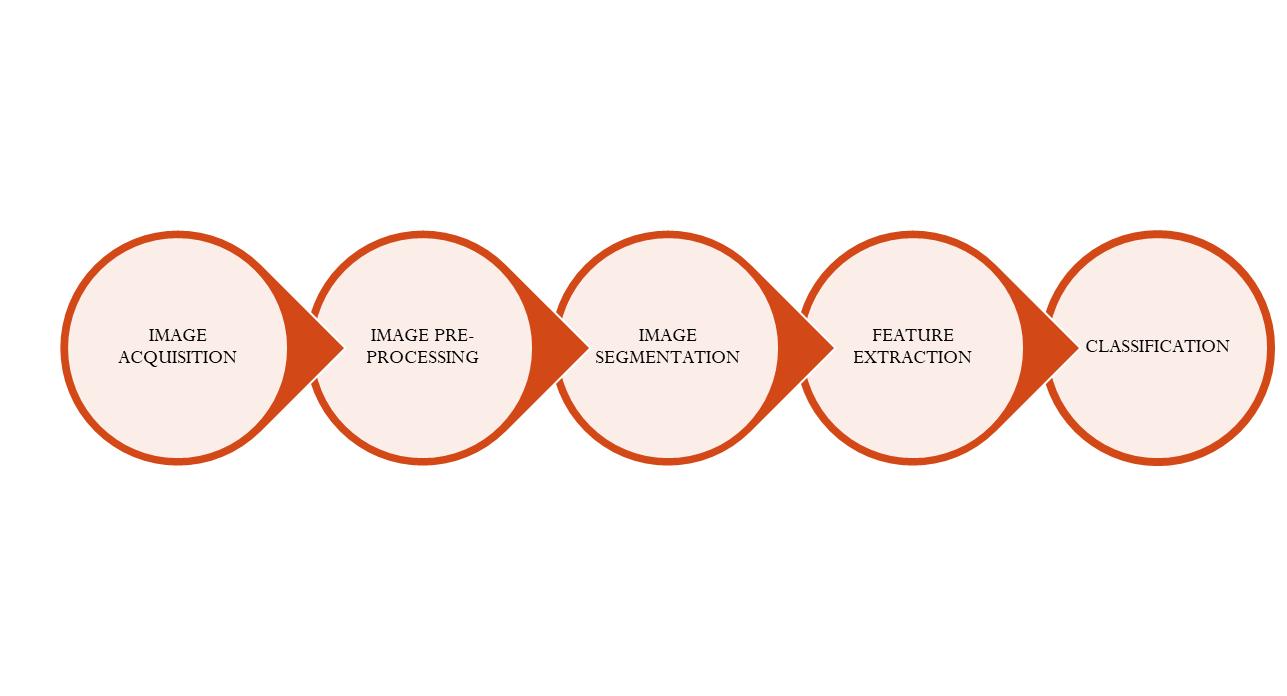 IMAGE
ACQUISITION
IMAGE PRE-
PROCESSING
IMAGE
SEGMENTATION
FEATURE
EXTRACTION
CLASSIFICATION